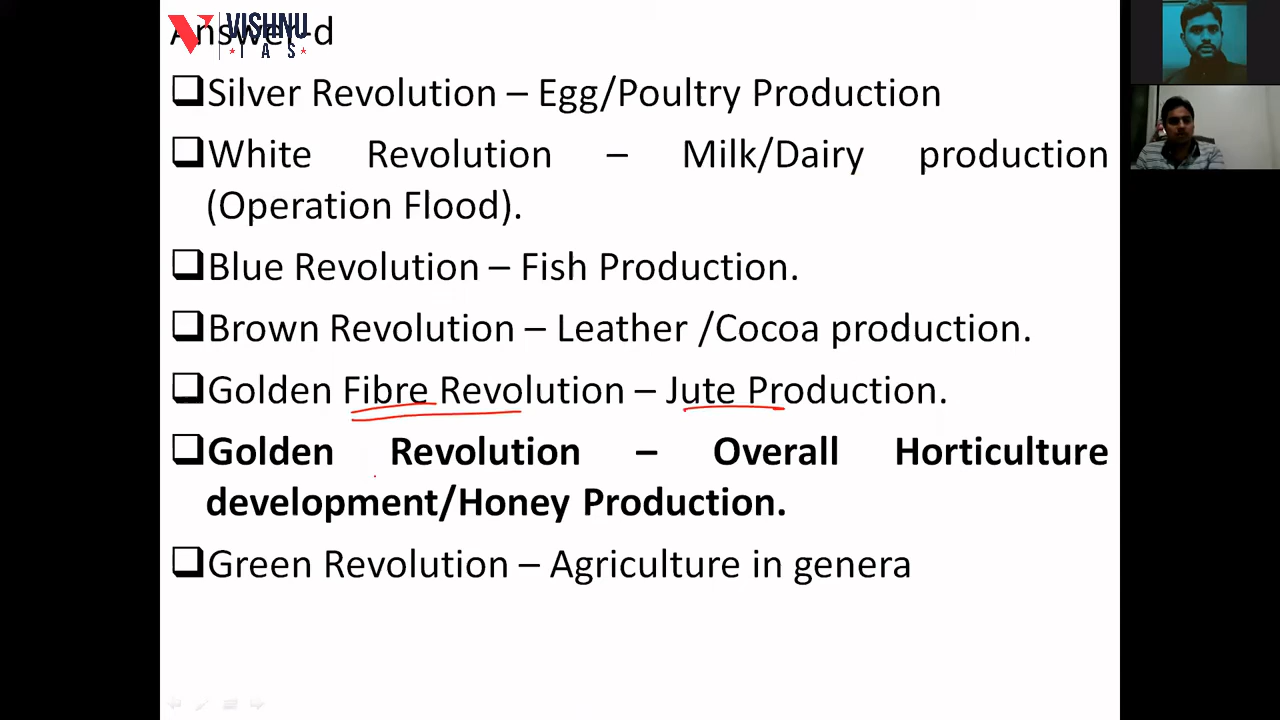 Answer-d
VISHNU
IAS
❑Silver Revolution – Egg/Poultry Production
❑White Revolution – Milk/Dairy production
(Operation Flood).
❑Blue Revolution – Fish Production.
❑Brown Revolution – Leather /Cocoa production.
❑Golden Fibre Revolution – Jute Production.
❑Golden Revolution – Overall Horticulture
development/Honey Production.
❑Green Revolution – Agriculture in genera